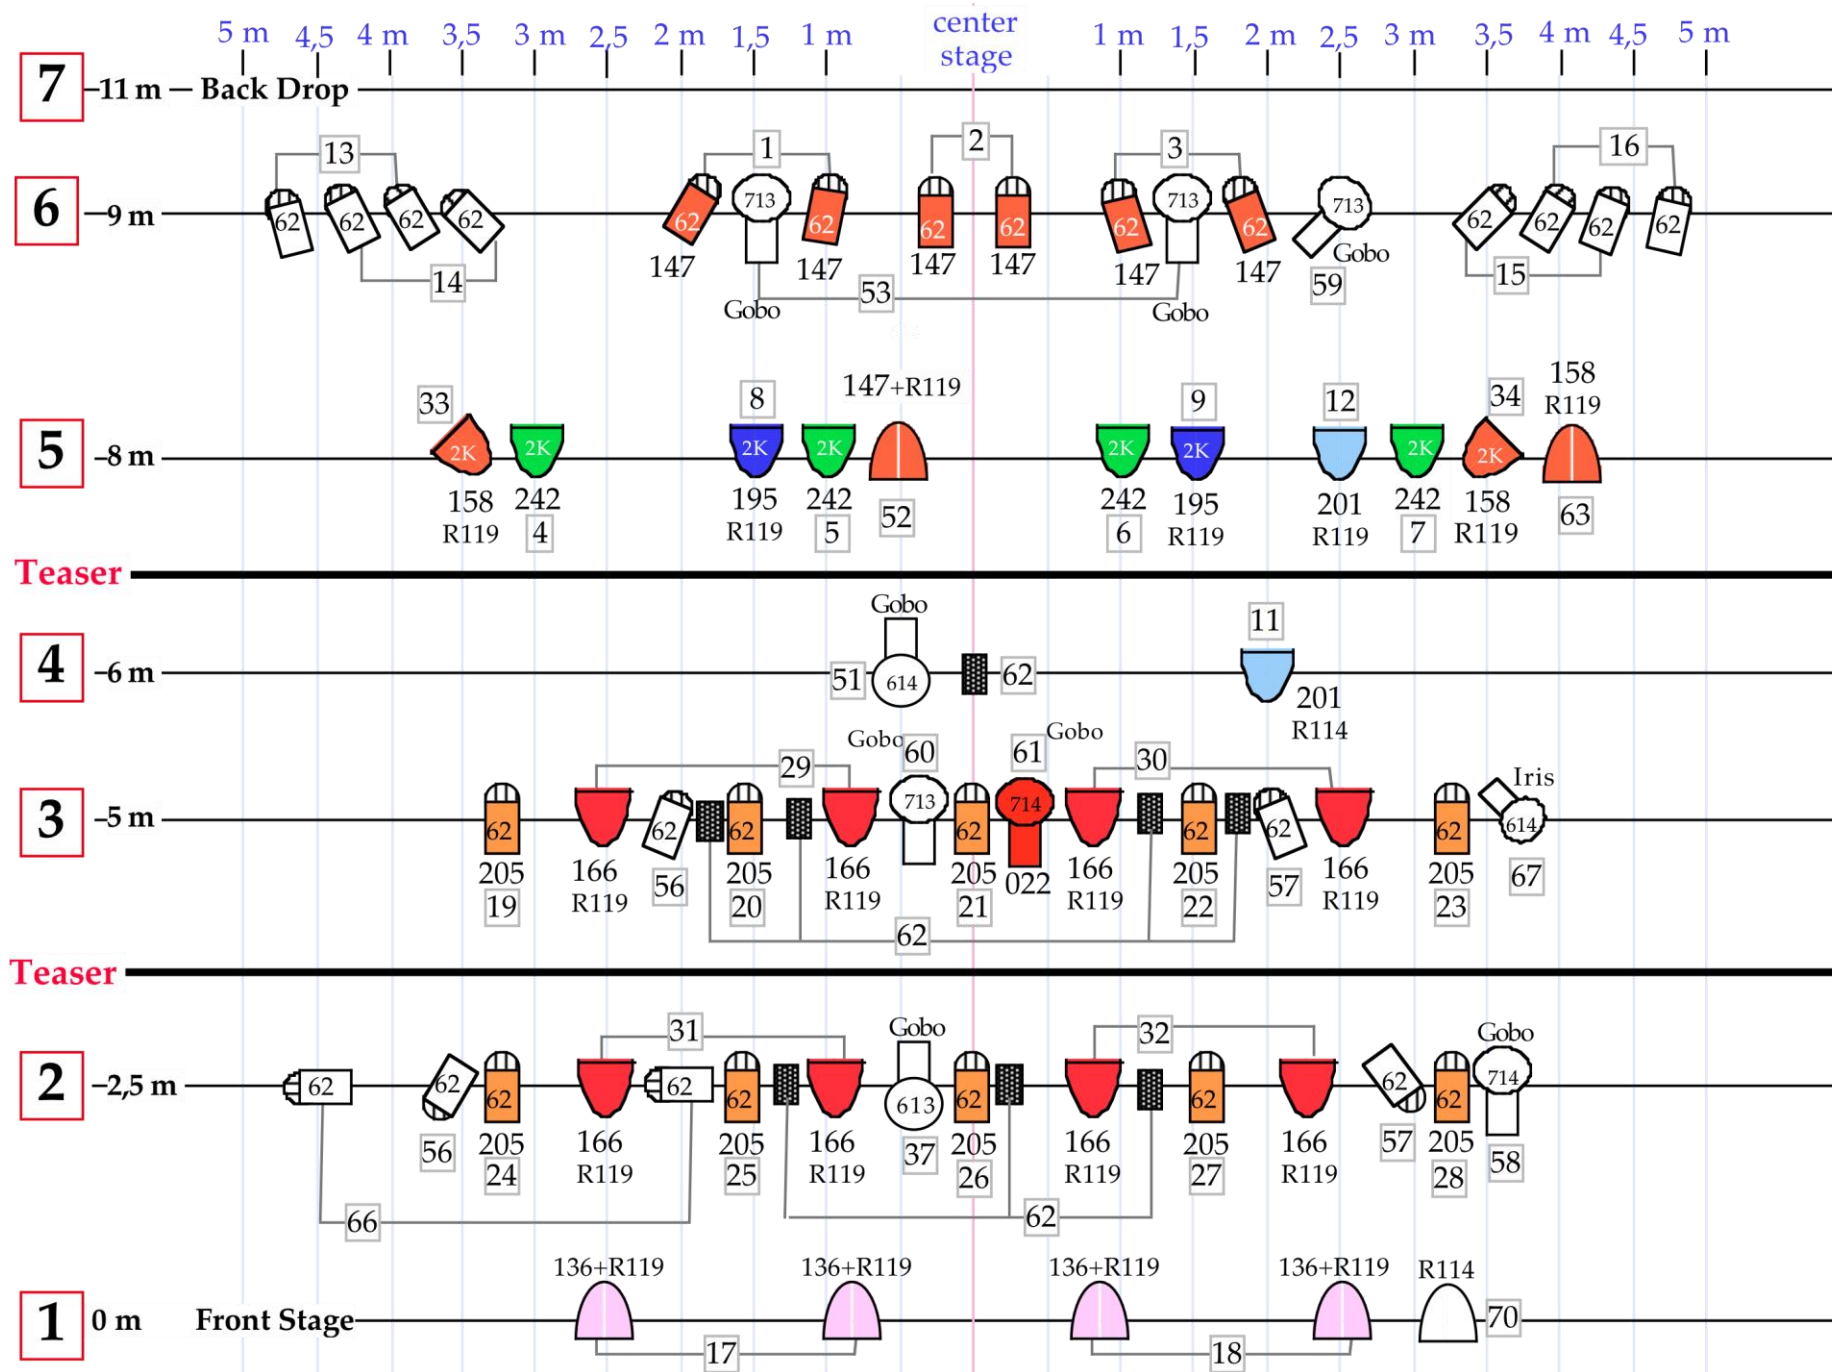 5 m 4,5 4 m 3,5 3 m 2,5 2 m 1,5 1 m center stage 1 m 1,5 2 m 2,5 3 m 3,5 4 m 4,5 5 m
7 –11 m — Back Drop
13 1 2 3 16
6 –9 m 62 62 62 62 62 713 62 62 62 62 713 62 713 62 62 62 62
147 147 147 147 147 147 Gobo
14 53 59 15
Gobo Gobo
33 8 147+R119 9 12 34 158 R119
5 –8 m 2K 2K 2K 2K 2K 2K 2K 2K
158 242 195 242 242 195 201 242 158
R119 4 R119 5 52 6 R119 R119 7 R119 63
Teaser
Gobo 11
4 –6 m 51 614 62
201
R114
Gobo 60 61 Gobo
29 30 Iris
3 –5 m 62 62 713 62 714 62 62 62 614
62
205 166 205 166 205 022 166 205 166 205
19 R119 56 20 R119 21 R119 22 57 R119 23 67
62
Teaser
31 Gobo 32 Gobo
2 –2,5 m 62 62 62 62 62 613 62 62 62 62 714
56 205 166 205 166 37 205 166 205 166 57 205 58
24 R119 25 R119 26 R119 27 R119 28
66 62
136+R119 136+R119 136+R119 136+R119 R114
1 0 m Front Stage 70
17 18